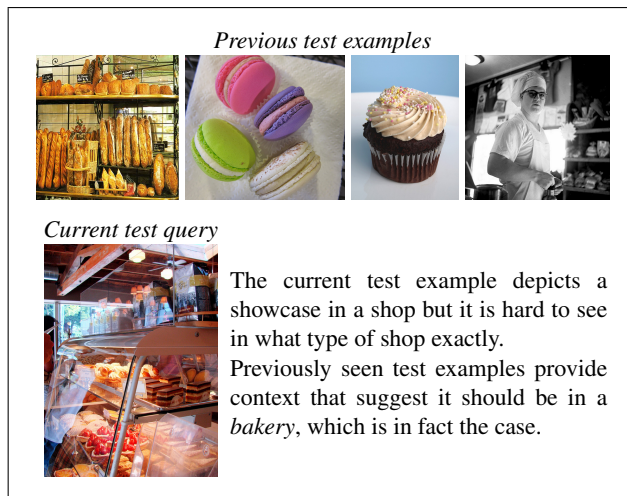 Previous test examples
Current test query
The current test example depicts a
showcase in a shop but it is hard to see
in what type of shop exactly.
Previously seen test examples provide
context that suggest it should be in a
bakery, which is in fact the case.